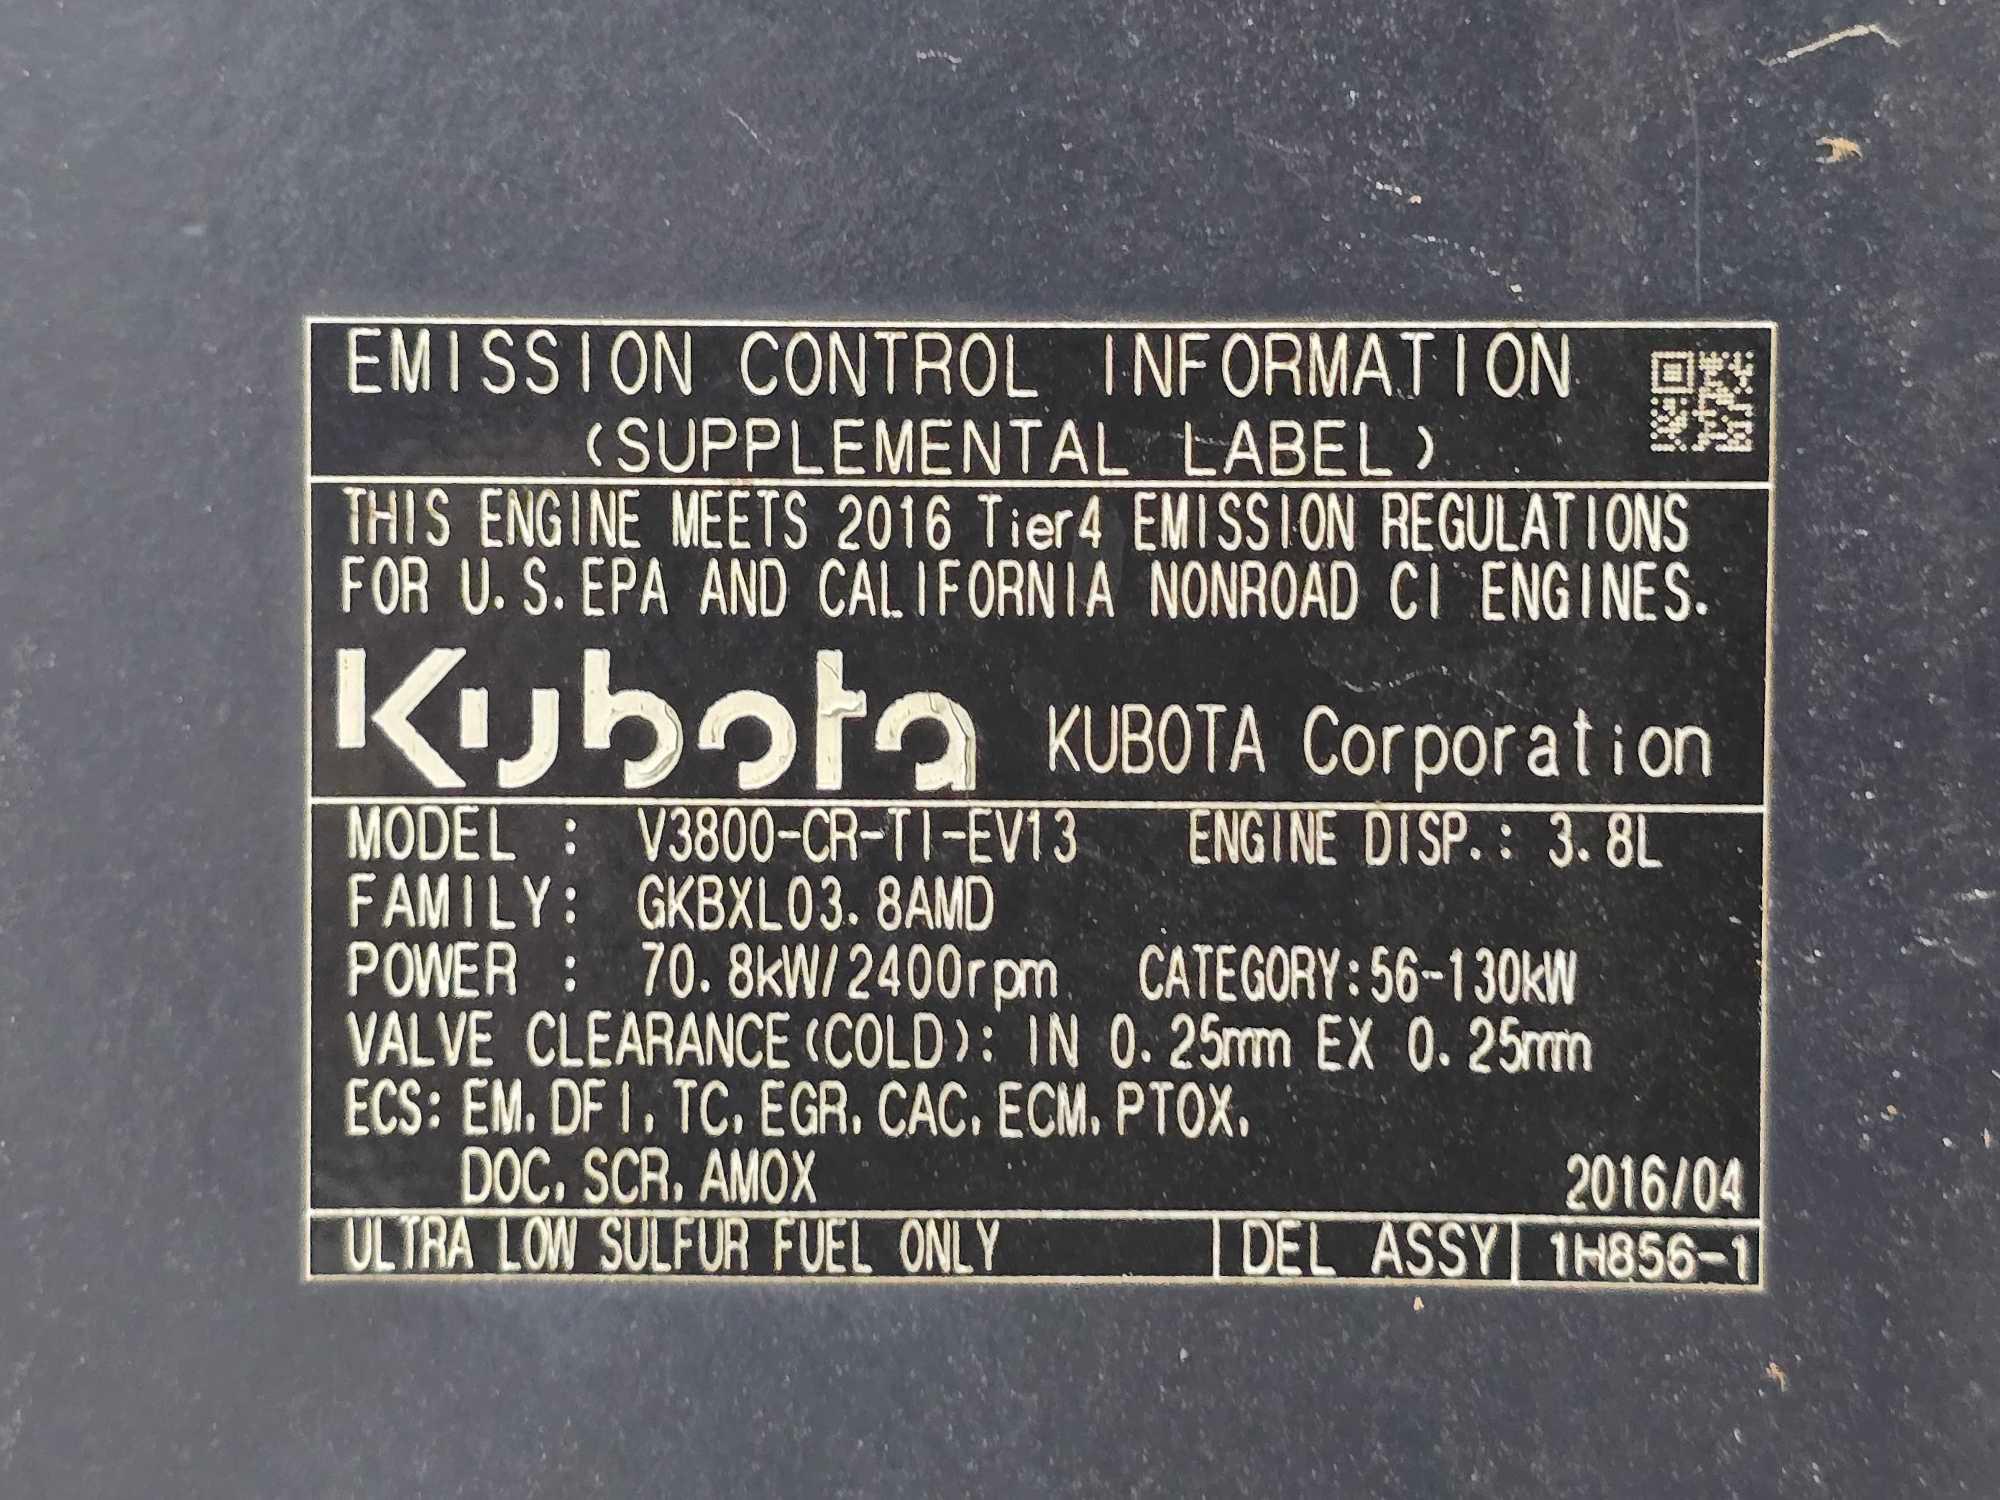 EMISSION CONTROL INFORMATION
(SUPPLEMENTAL LABEL)
THIS ENGINE MEETS 2016 Tier4 EMISSION REGULATIONS
FOR U.S.EPA AND CALIFORNIA NONROAD CI ENGINES.
Kubota KUBOTA Corporation
MODEL : V3800-CR-TI-EV13 ENGINE DISP.: 3.8L
FAMILY: GKBXL03.8AMD
POWER : 70.8kW/2400rpm CATEGORY:56-130kW
VALVE CLEARANCE(COLD): IN 0.25mm EX 0.25mm
ECS: EM,DFI,TC,EGR,CAC,ECM,PTOX,
DOC,SCR,AMOX 2016/04
ULTRA LOW SULFUR FUEL ONLY DEL ASSY 1H856-1